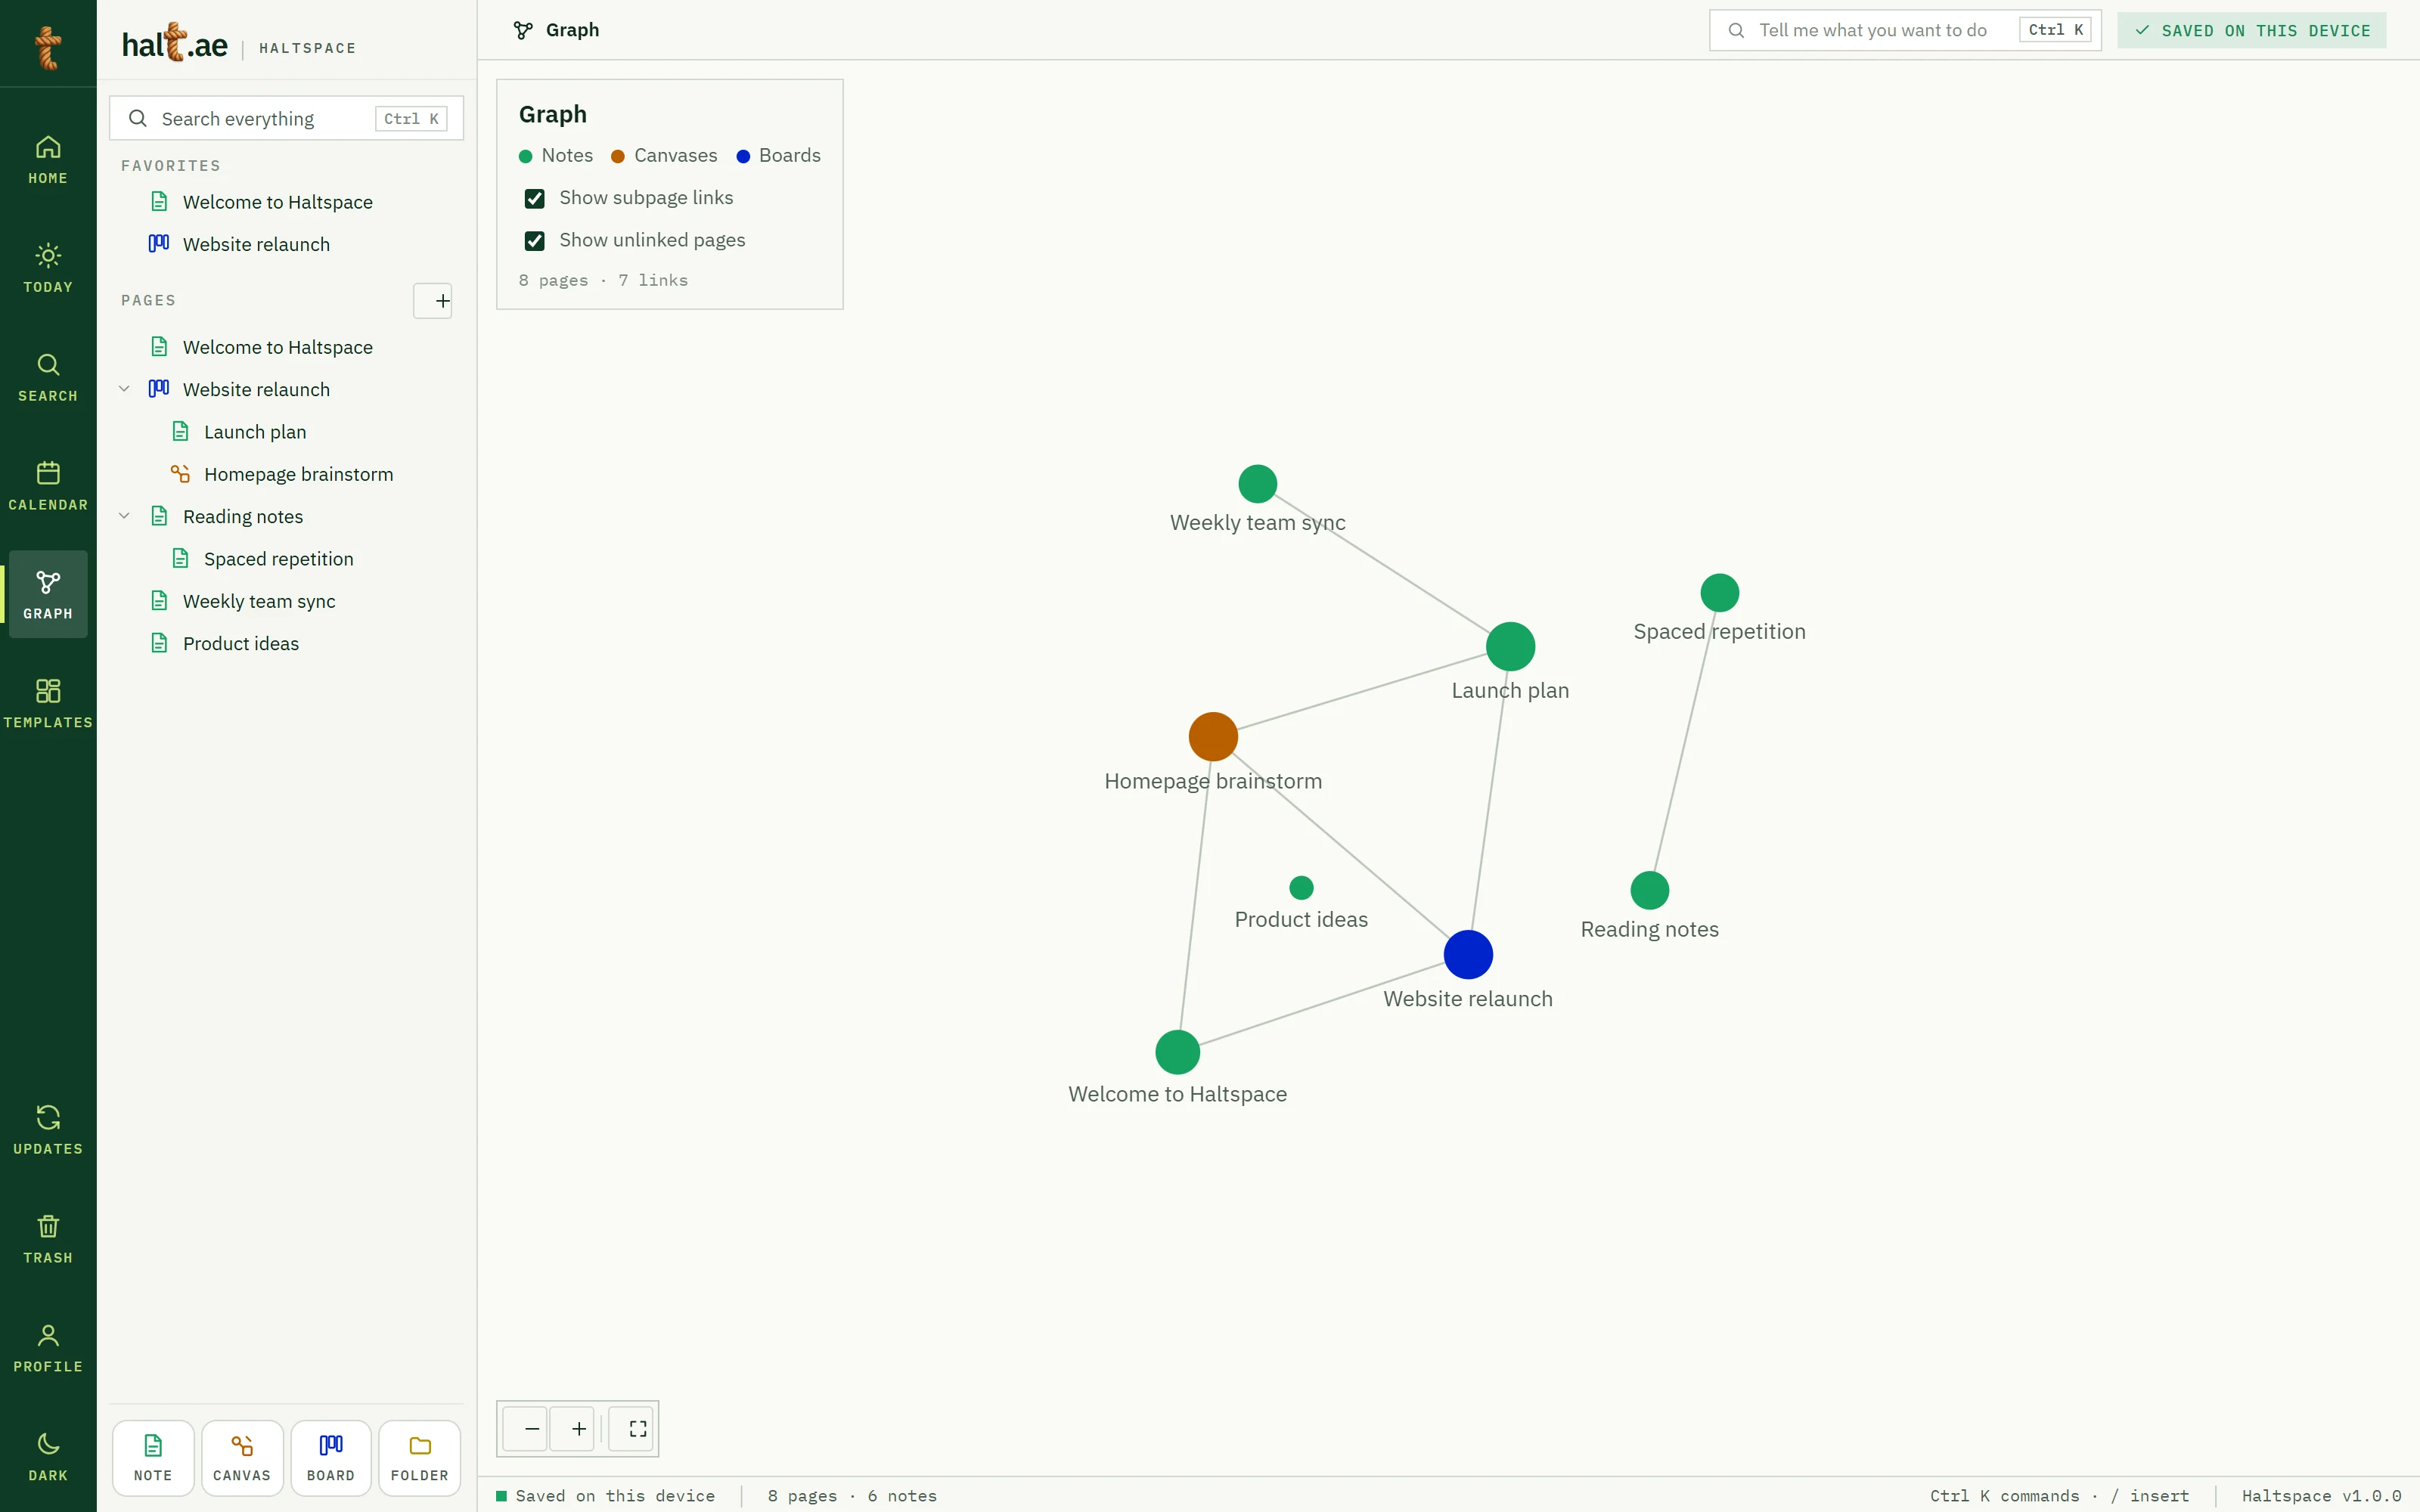 halt.ae | HALTSPACE
Graph
Tell me what you want to do Ctrl K
SAVED ON THIS DEVICE
HOME
TODAY
SEARCH
CALENDAR
GRAPH
TEMPLATES
UPDATES
TRASH
PROFILE
DARK
Search everything Ctrl K
FAVORITES
Welcome to Haltspace
Website relaunch
PAGES
Welcome to Haltspace
Website relaunch
Launch plan
Homepage brainstorm
Reading notes
Spaced repetition
Weekly team sync
Product ideas
NOTE CANVAS BOARD FOLDER
Graph
Notes Canvases Boards
Show subpage links
Show unlinked pages
8 pages · 7 links
Weekly team sync
Spaced repetition
Launch plan
Homepage brainstorm
Product ideas
Reading notes
Website relaunch
Welcome to Haltspace
Saved on this device 8 pages · 6 notes
Ctrl K commands · / insert Haltspace v1.0.0